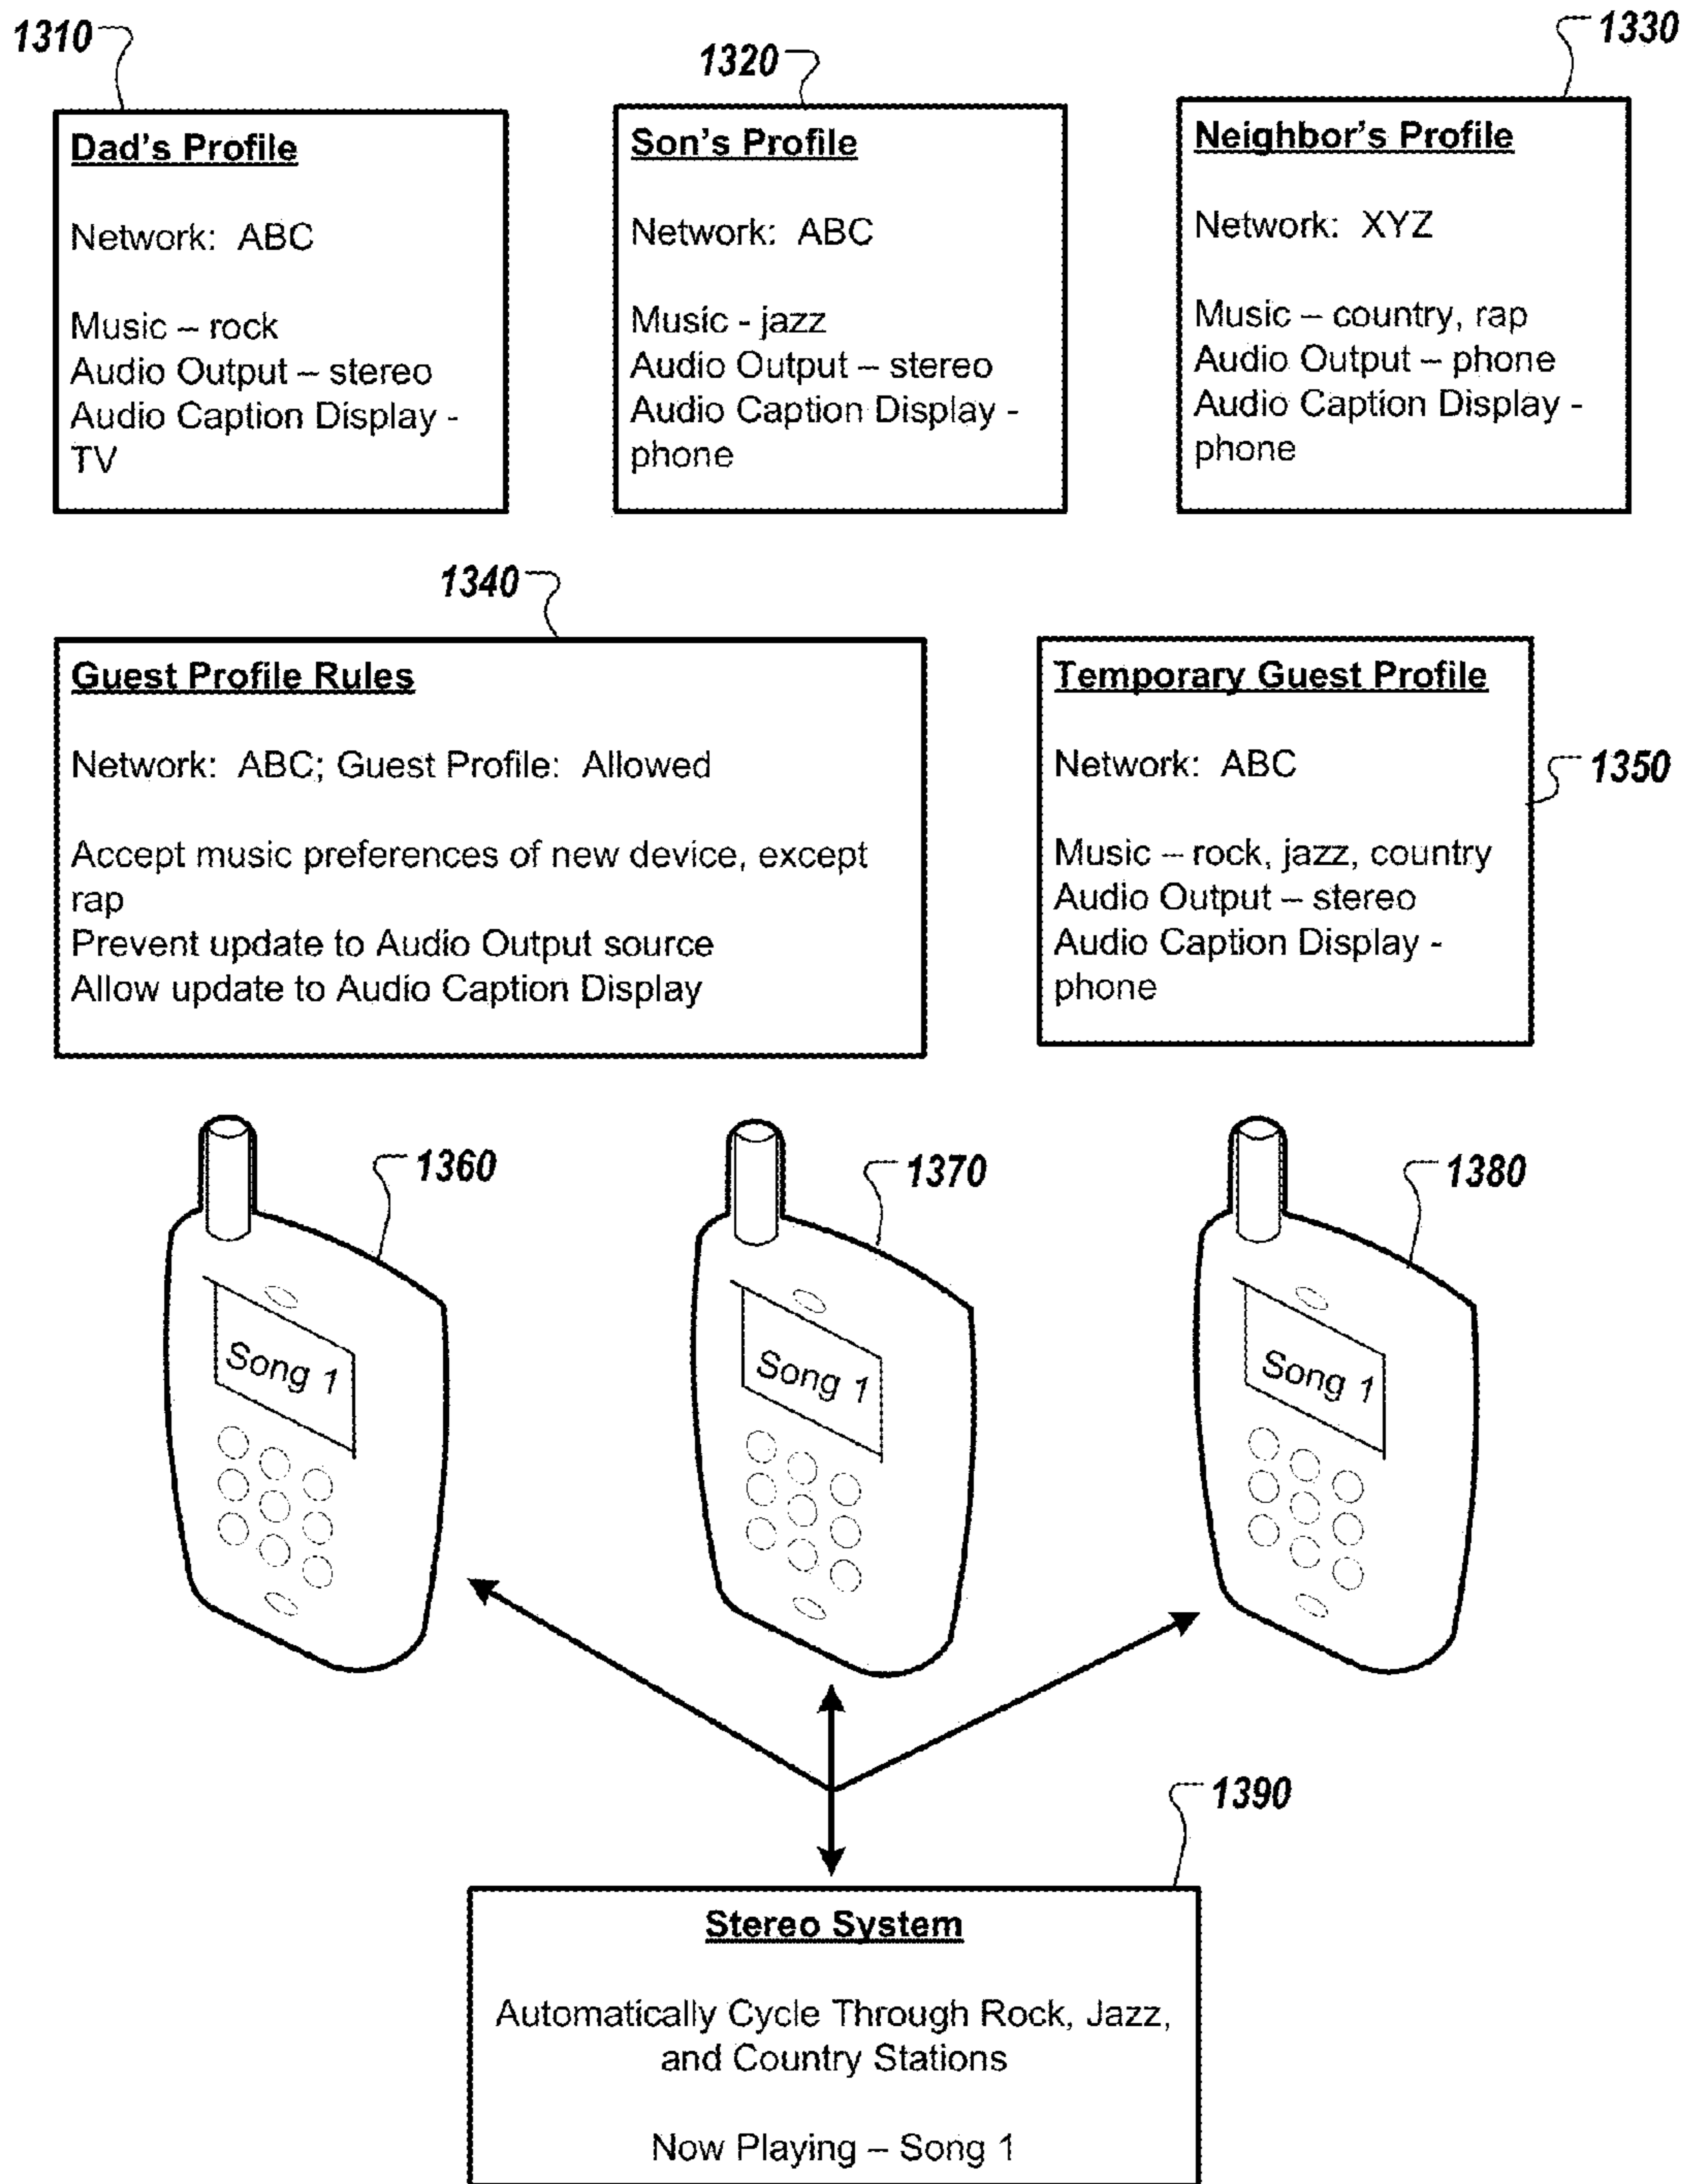 1310
1320
1330
Dad's Profile
Network: ABC
Music – rock
Audio Output – stereo
Audio Caption Display -
TV
Son's Profile
Network: ABC
Music - jazz
Audio Output – stereo
Audio Caption Display -
phone
Neighbor's Profile
Network: XYZ
Music – country, rap
Audio Output – phone
Audio Caption Display -
phone
1340
Guest Profile Rules
Network: ABC; Guest Profile: Allowed
Accept music preferences of new device, except
rap
Prevent update to Audio Output source
Allow update to Audio Caption Display
Temporary Guest Profile
Network: ABC
Music – rock, jazz, country
Audio Output – stereo
Audio Caption Display -
phone
1350
1360
1370
1380
Song 1
Song 1
Song 1
1390
Stereo System
Automatically Cycle Through Rock, Jazz,
and Country Stations
Now Playing – Song 1